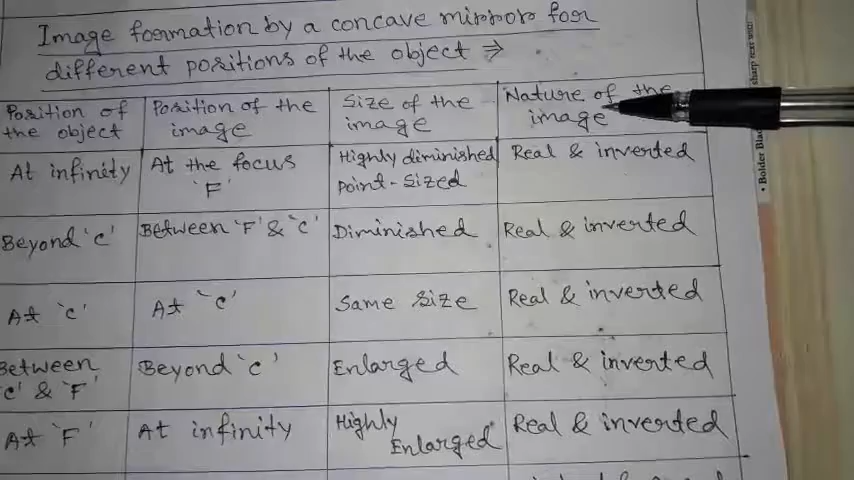 Image formation by a concave mirror for
different positions of the object ⇒
Position of the object | Position of the image | Size of the image | Nature of the image
At infinity | At the focus 'F' | Highly diminished Point-sized | Real & inverted
Beyond 'C' | Between 'F' & 'C' | Diminished | Real & inverted
At 'C' | At 'C' | Same size | Real & inverted
Between 'C' & 'F' | Beyond 'C' | Enlarged | Real & inverted
At 'F' | At infinity | Highly Enlarged | Real & inverted